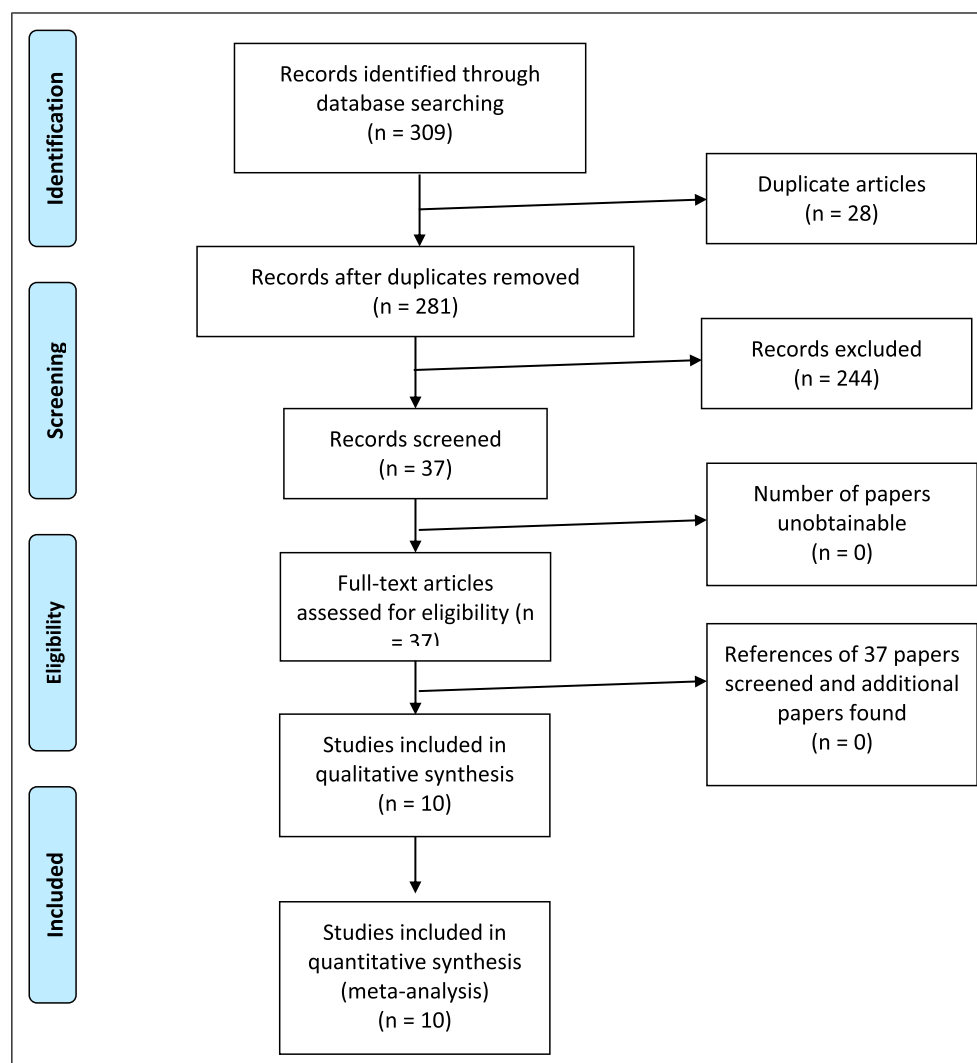 Identification
Records identified through
database searching
(n = 309)
Duplicate articles
(n = 28)
Records after duplicates removed
(n = 281)
Screening
Records excluded
(n = 244)
Records screened
(n = 37)
Number of papers
unobtainable
(n = 0)
Eligibility
Full-text articles
assessed for eligibility (n
= 37)
References of 37 papers
screened and additional
papers found
(n = 0)
Studies included in
qualitative synthesis
(n = 10)
Included
Studies included in
quantitative synthesis
(meta-analysis)
(n = 10)